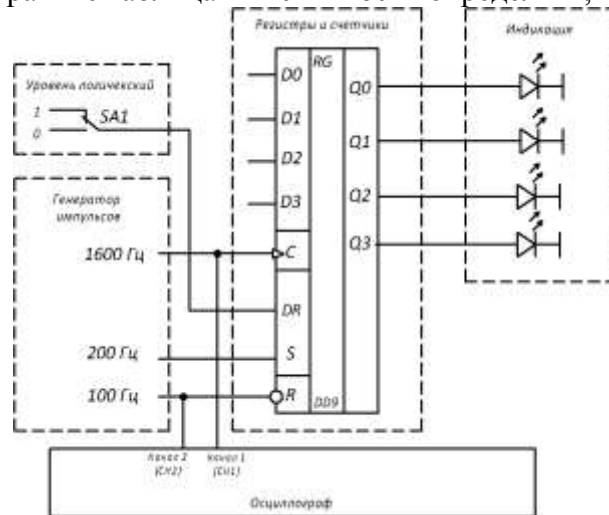 Регистры и счетчики
Индикация
Уровень логический
1
0
SA1
Генератор
импульсов
1600 Гц
200 Гц
100 Гц
D0
D1
D2
D3
C
DR
S
R
RG
DD9
Q0
Q1
Q2
Q3
Канал 2
(CH2)
Канал 1
(CH1)
Осциллограф